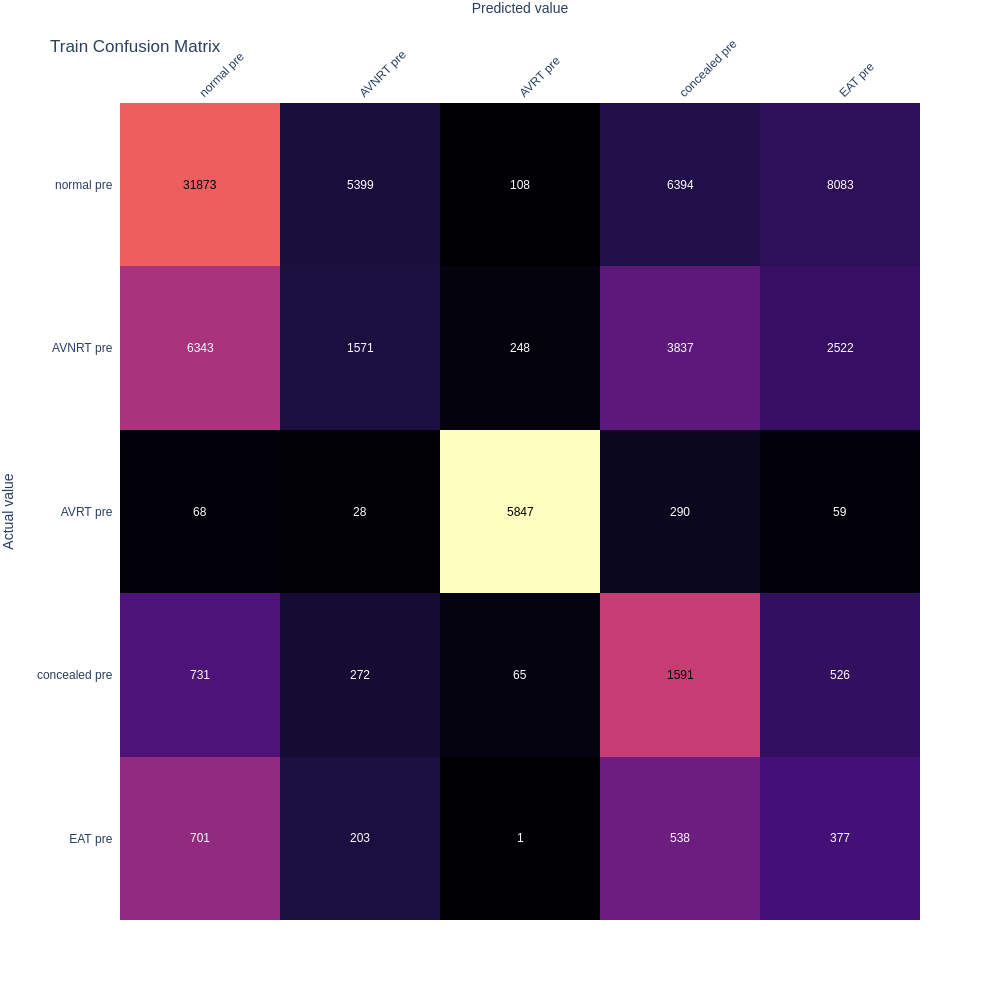 Predicted value
Train Confusion Matrix
normal pre AVNRT pre AVRT pre concealed pre EAT pre
normal pre 31873 5399 108 6394 8083
AVNRT pre 6343 1571 248 3837 2522
Actual value
AVRT pre 68 28 5847 290 59
concealed pre 731 272 65 1591 526
EAT pre 701 203 1 538 377